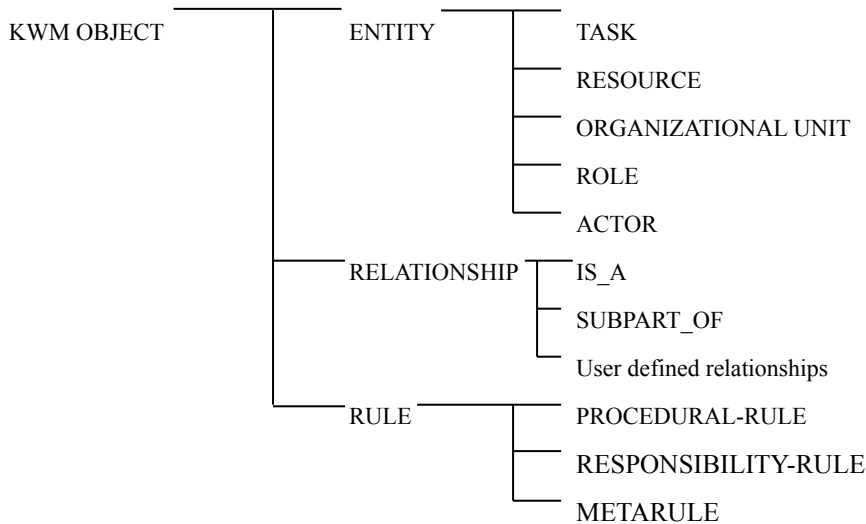 KWM OBJECT ENTITY TASK
RESOURCE
ORGANIZATIONAL UNIT
ROLE
ACTOR
RELATIONSHIP IS_A
SUBPART_OF
User defined relationships
RULE PROCEDURAL-RULE
RESPONSIBILITY-RULE
METARULE